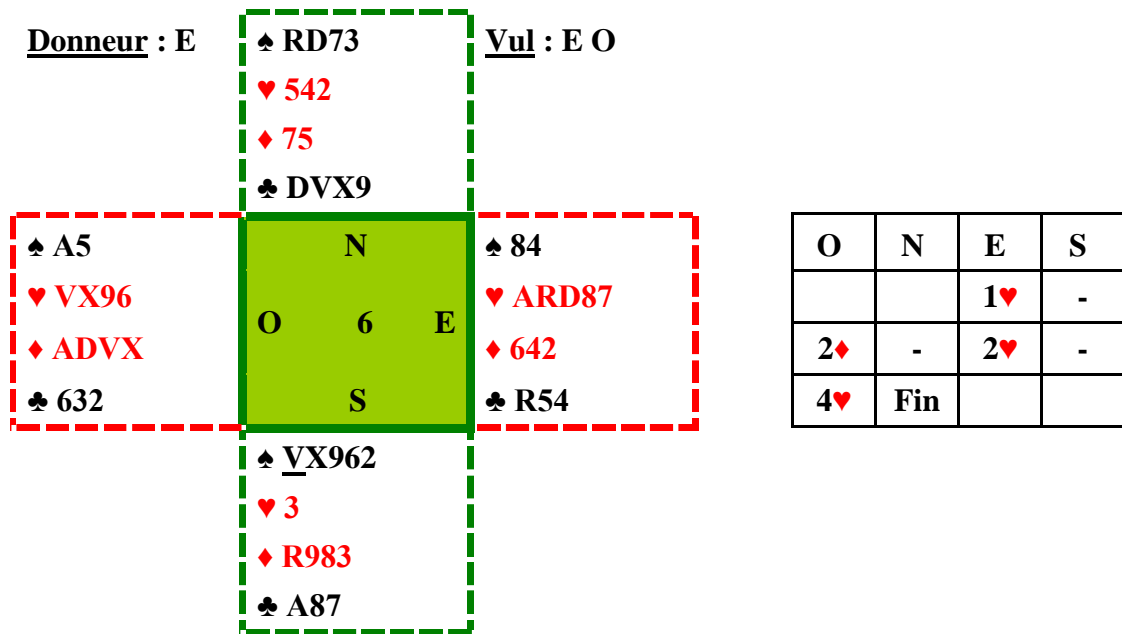 Donneur : E
♠ RD73
Vul : E O
♥ 542
♦ 75
♣ DVX9
♠ A5
♥ VX96
♦ ADVX
♣ 632
N
O 6 E
S
♠ 84
♥ ARD87
♦ 642
♣ R54
♠ VX962
♥ 3
♦ R983
♣ A87
O N E S
1♥ -
2♦ - 2♥ -
4♥ Fin